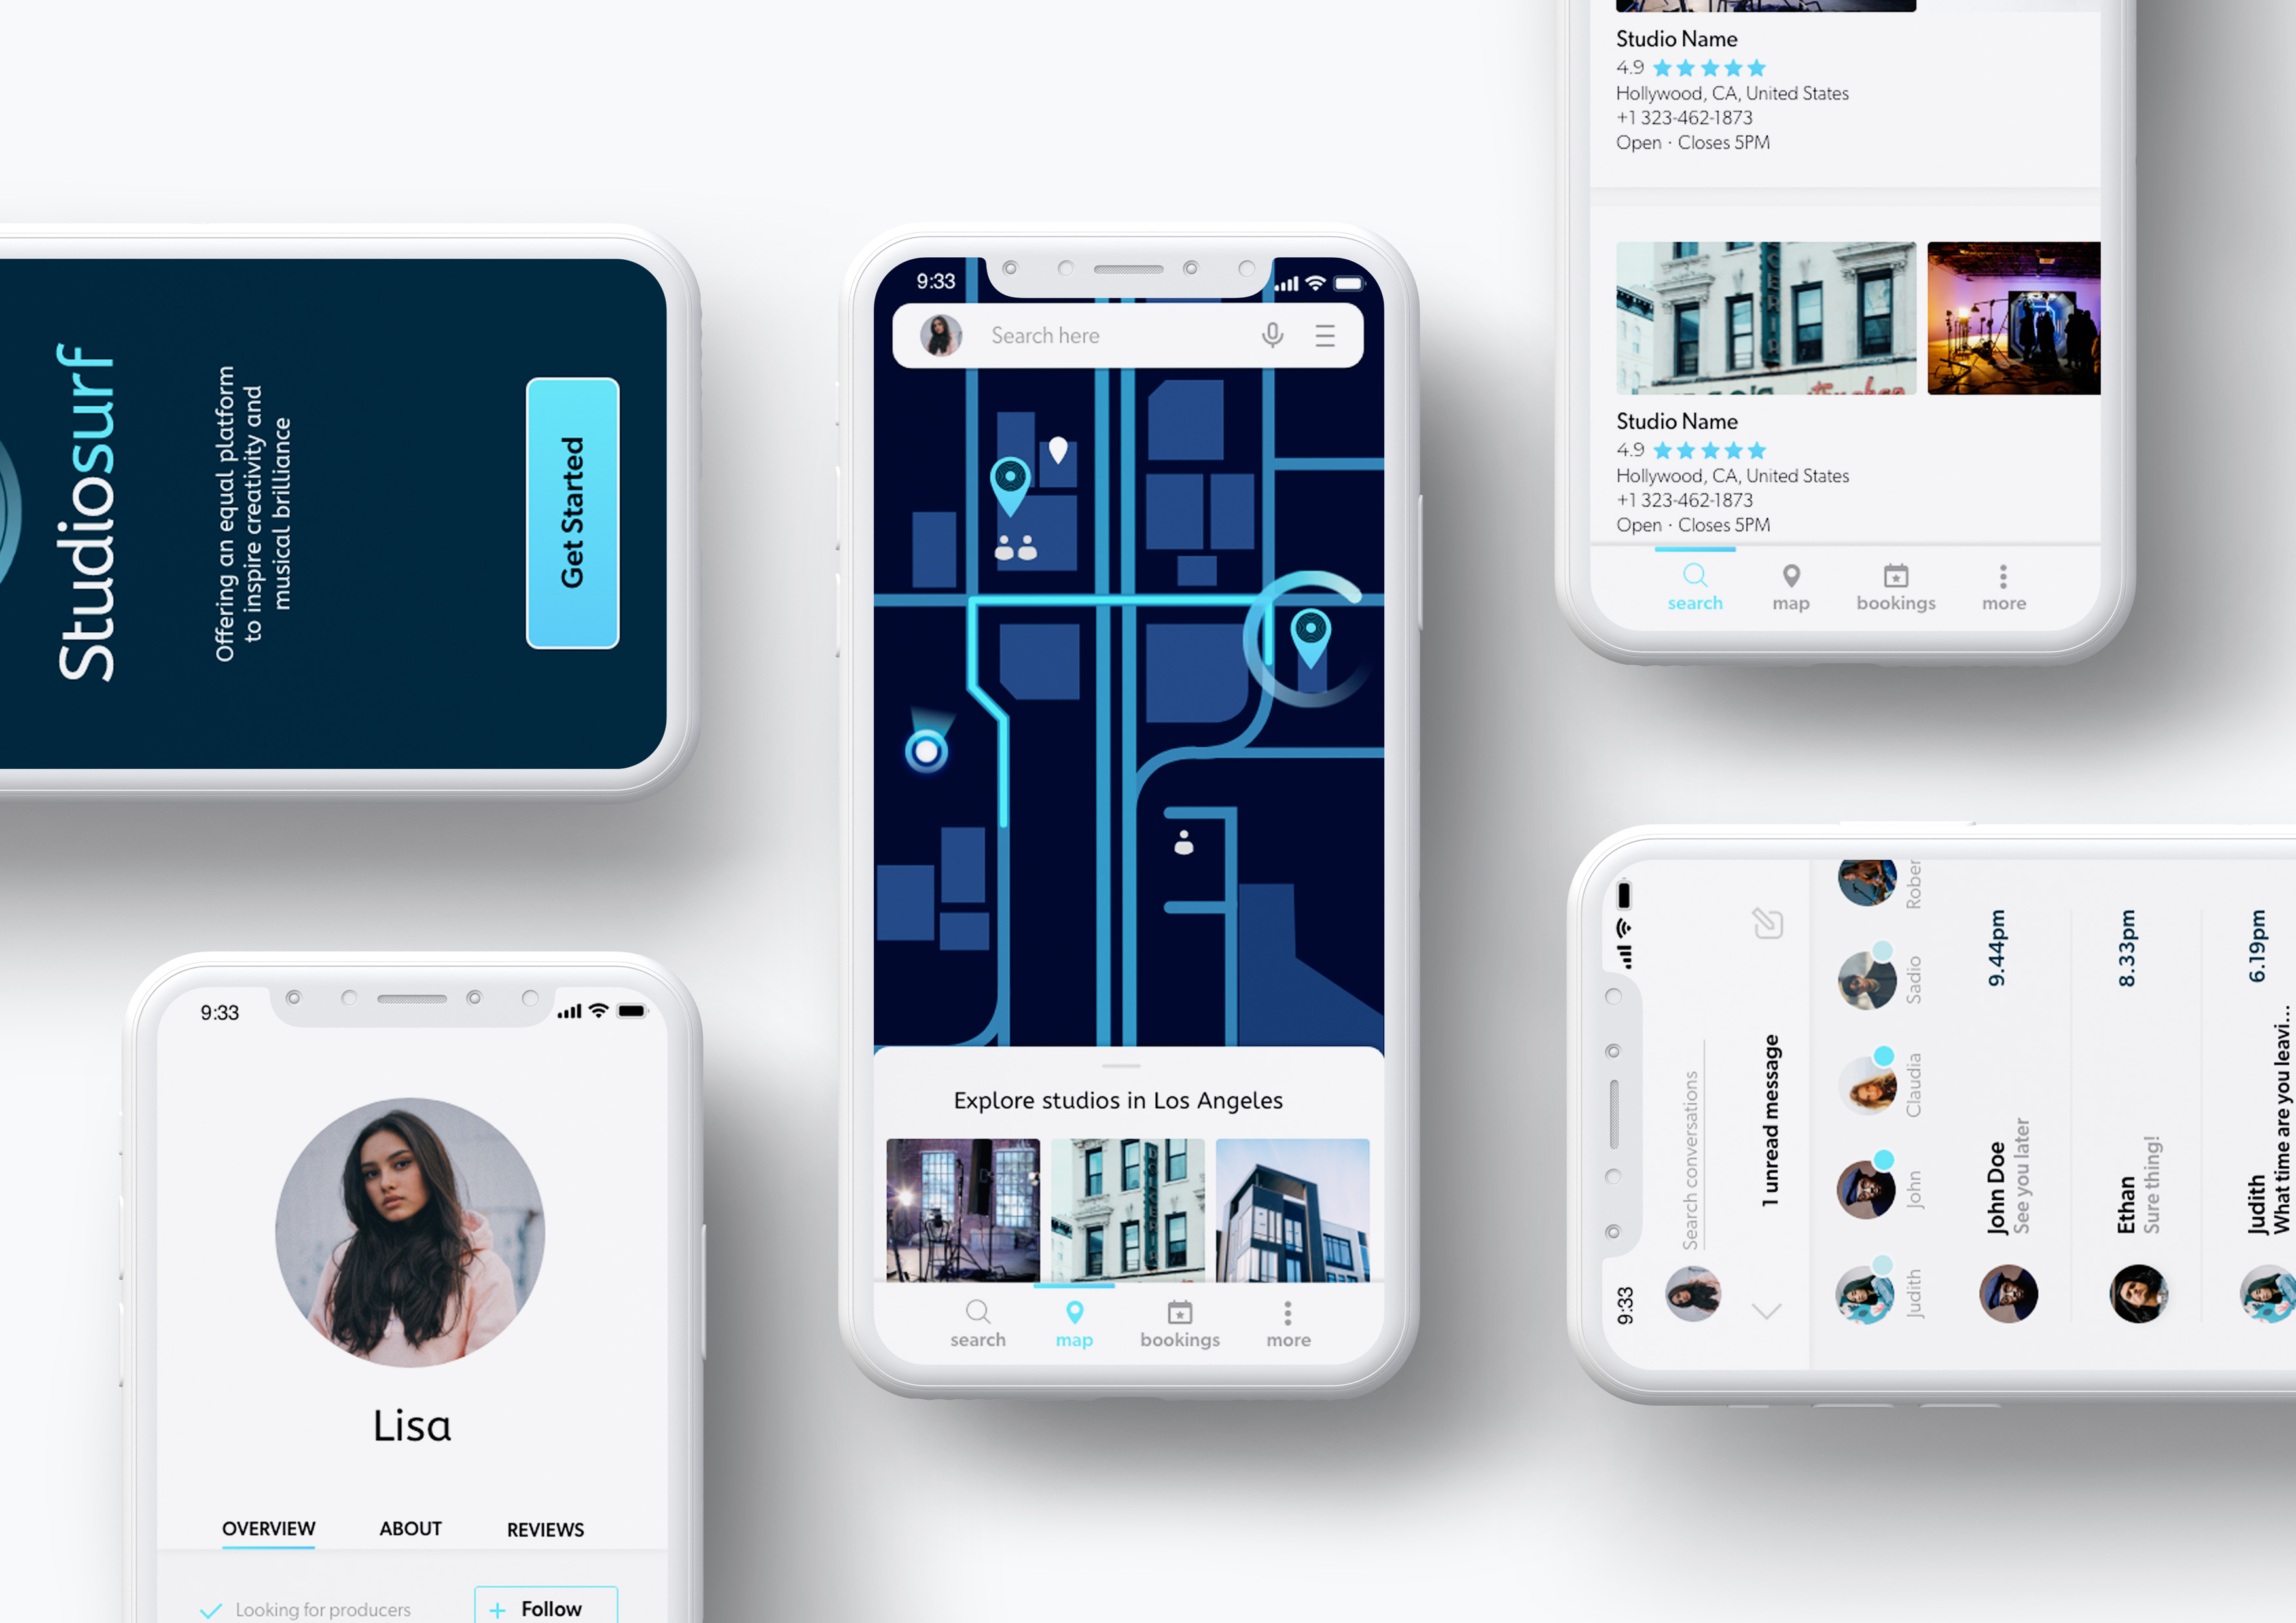 Studiosurf
Offering an equal platform
to inspire creativity and
musical brilliance
Get Started
9:33
Search here
Explore studios in Los Angeles
search
map
bookings
more
Studio Name
4.9
Hollywood, CA, United States
+1 323-462-1873
Open · Closes 5PM
Studio Name
4.9
Hollywood, CA, United States
+1 323-462-1873
Open · Closes 5PM
search
map
bookings
more
9:33
Lisa
OVERVIEW
ABOUT
REVIEWS
Looking for producers
+ Follow
9:33
Search conversations
1 unread message
Judith
John
Claudia
Sadio
Rober
John Doe
9.44pm
See you later
Ethan
8.33pm
Sure thing!
Judith
6.19pm
What time are you leavi...